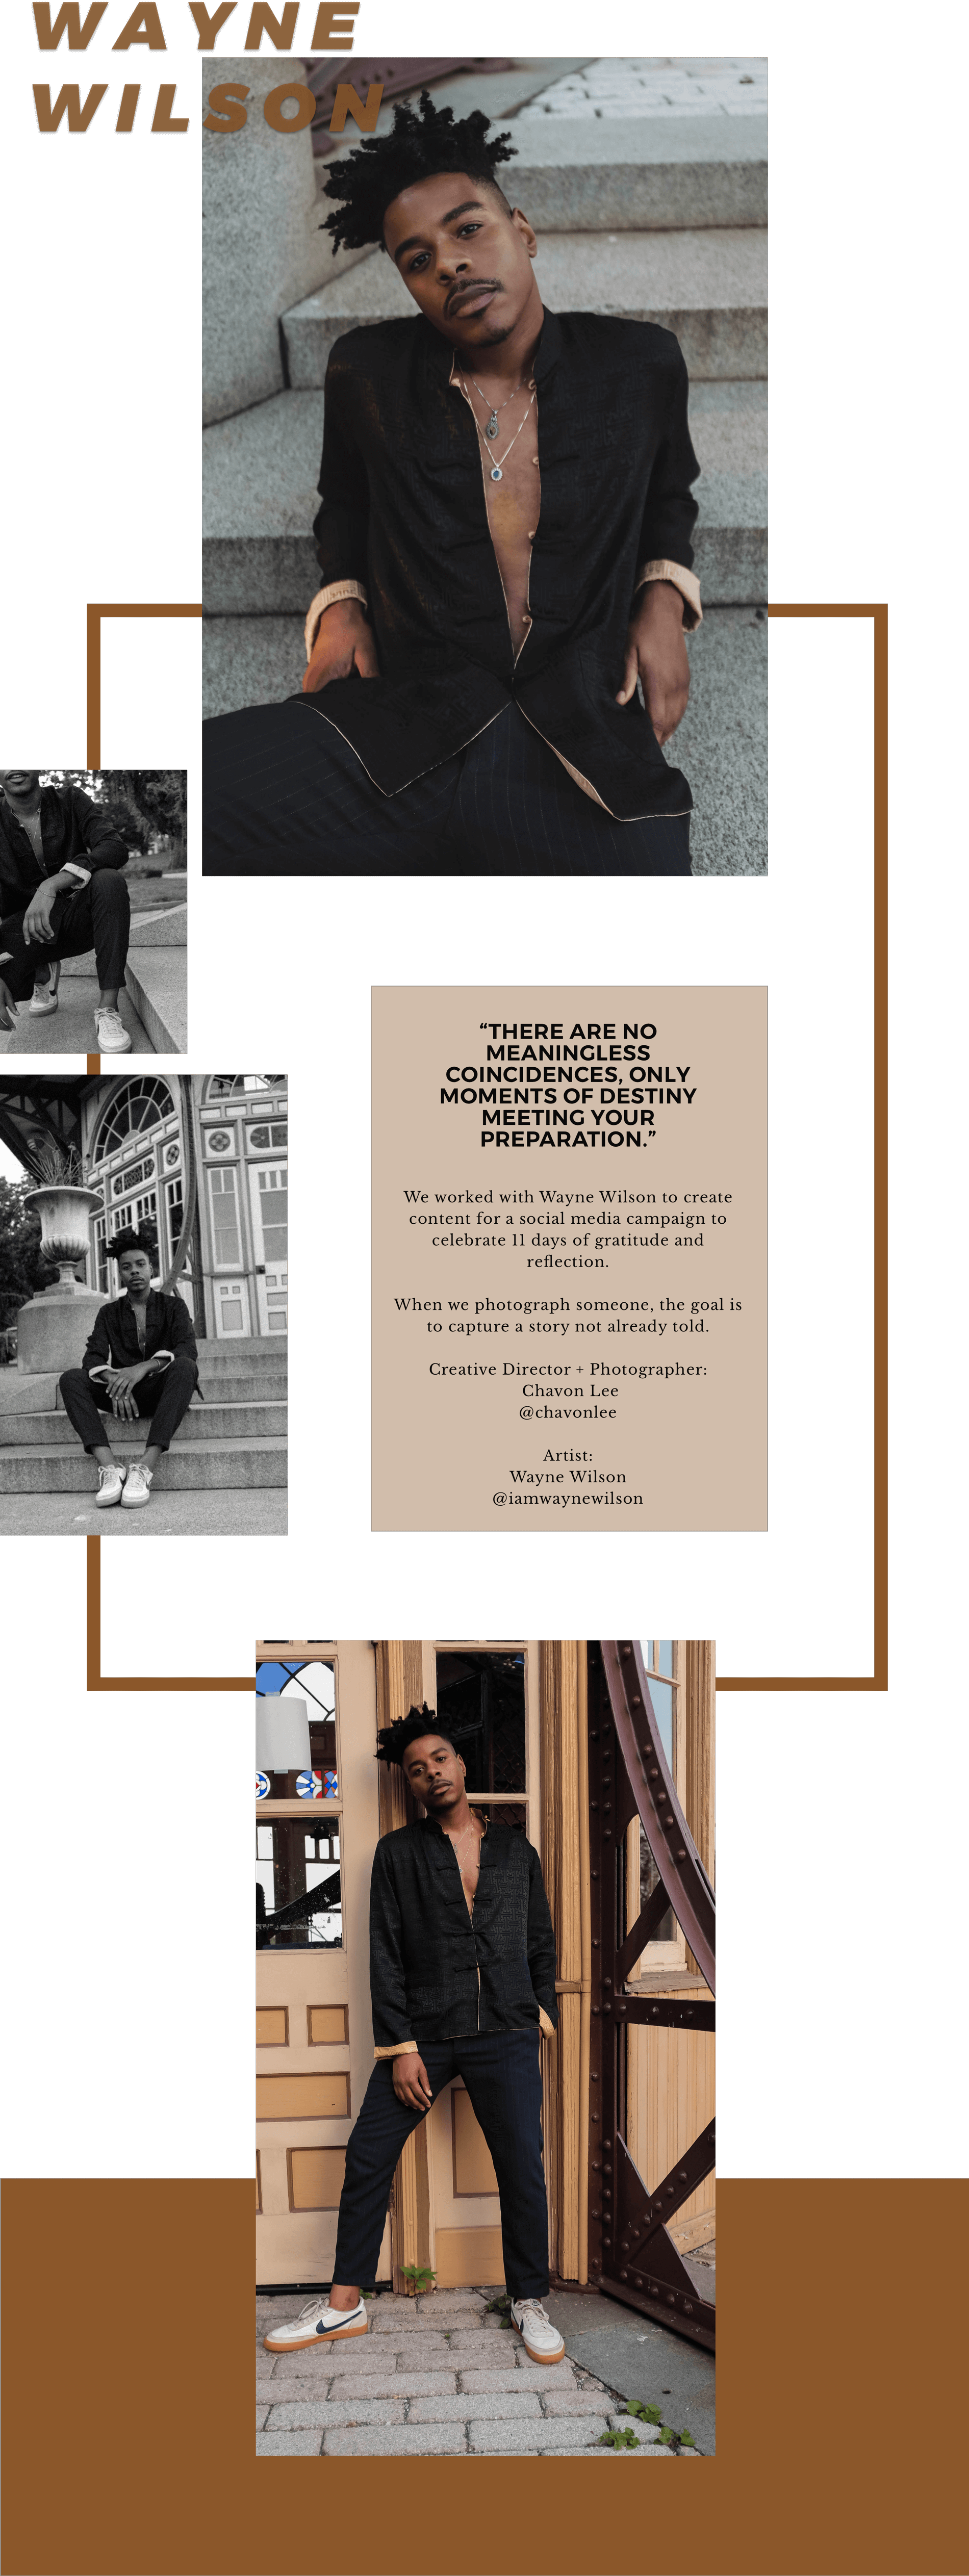 WAYNE
WILSON
“THERE ARE NO
MEANINGLESS
COINCIDENCES, ONLY
MOMENTS OF DESTINY
MEETING YOUR
PREPARATION.”
We worked with Wayne Wilson to create
content for a social media campaign to
celebrate 11 days of gratitude and
reflection.
When we photograph someone, the goal is
to capture a story not already told.
Creative Director + Photographer:
Chavon Lee
@chavonlee
Artist:
Wayne Wilson
@iamwaynewilson